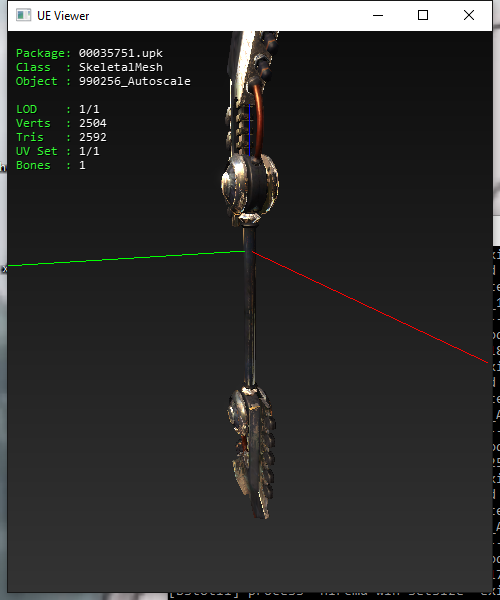 UE Viewer
Package: 00035751.upk
Class : SkeletalMesh
Object : 990256_Autoscale
LOD : 1/1
Verts : 2504
Tris : 2592
UV Set : 1/1
Bones : 1